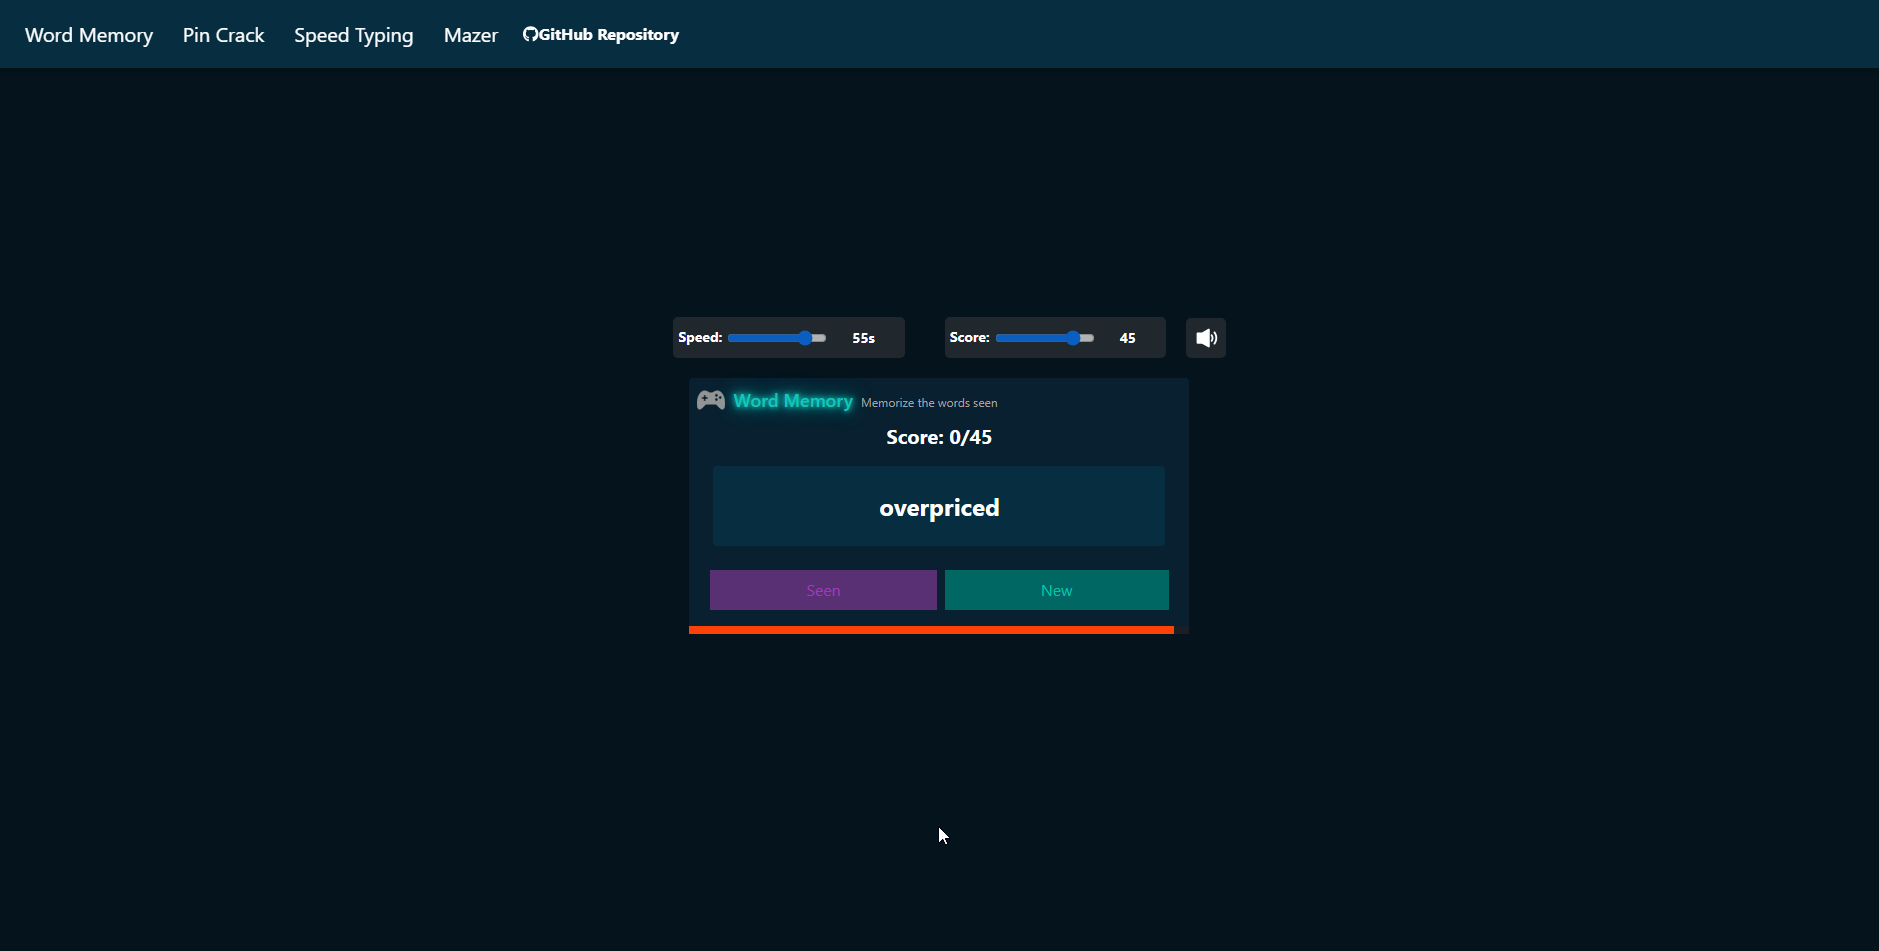 Word Memory Pin Crack Speed Typing Mazer GitHub Repository
Speed: 55s Score: 45
Word Memory Memorize the words seen
Score: 0/45
overpriced
Seen New